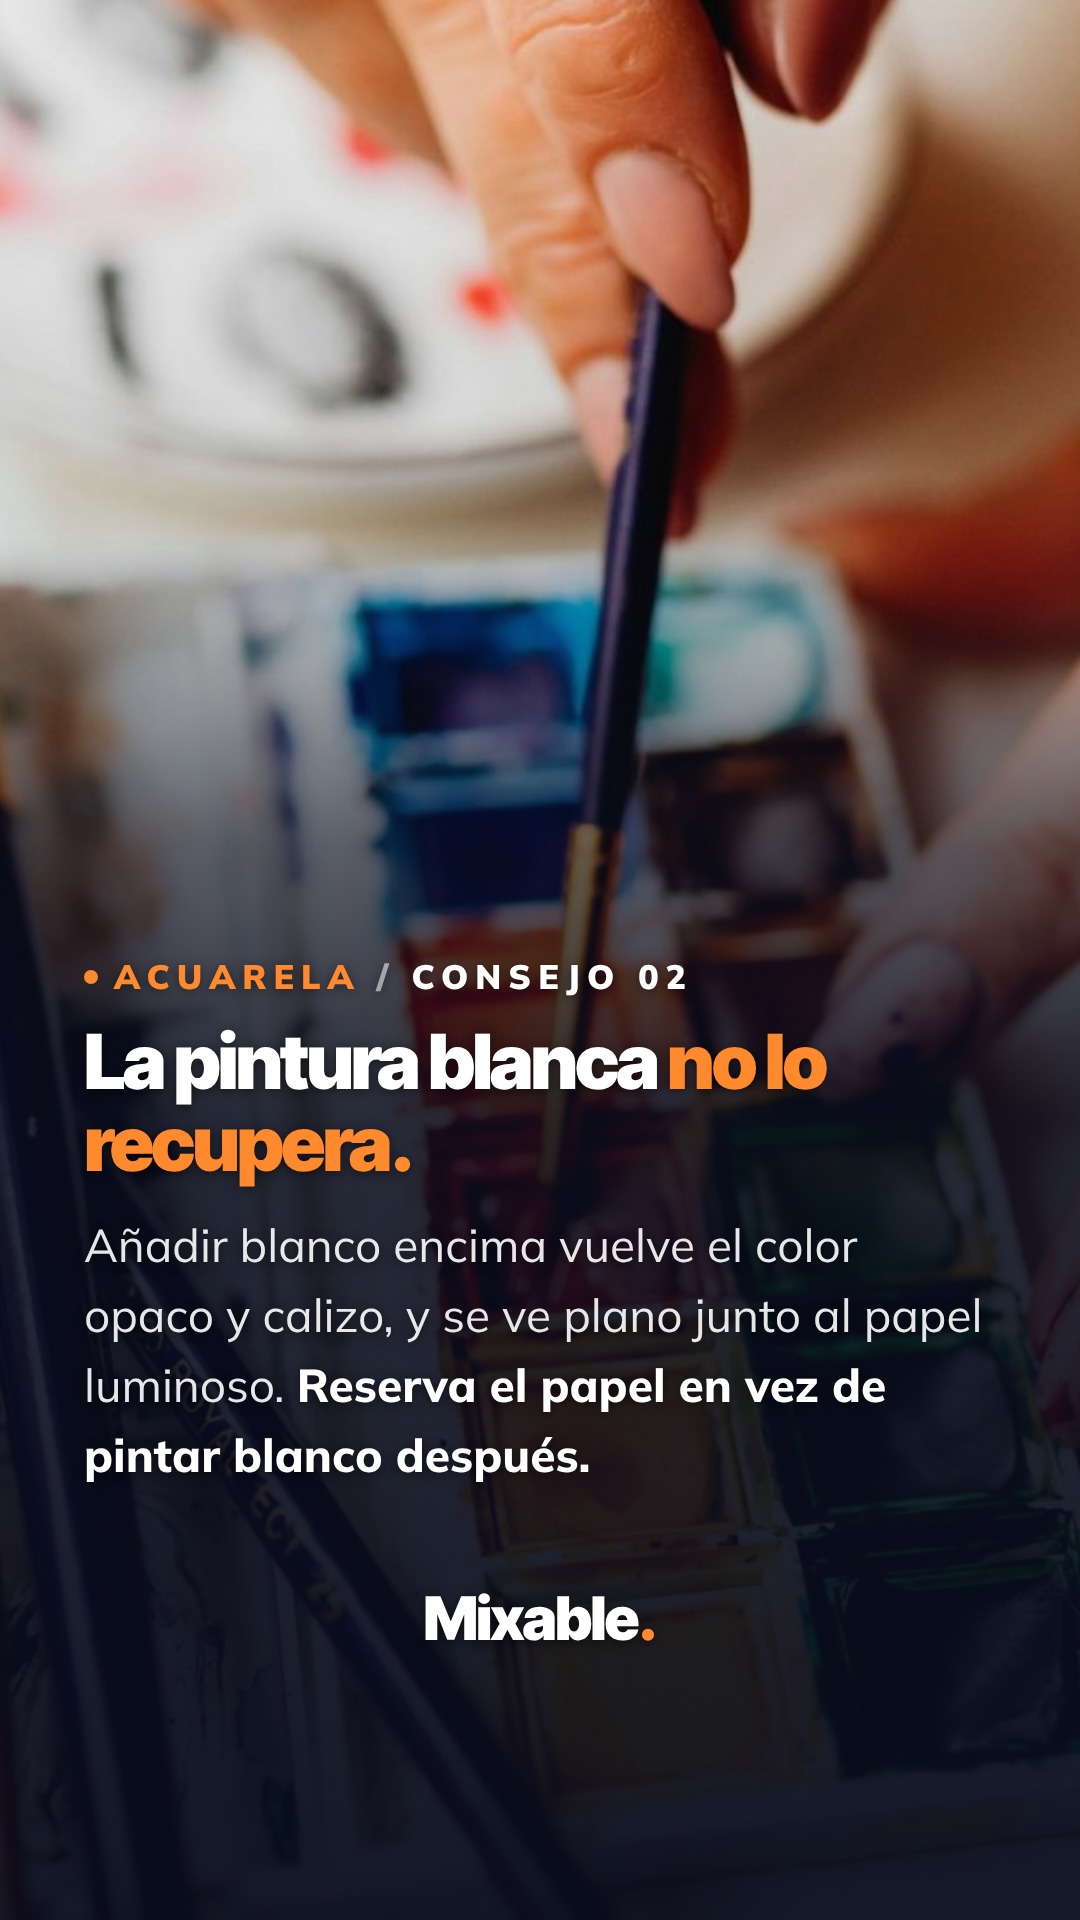 • ACUARELA / CONSEJO 02
La pintura blanca no lo
recupera.
Añadir blanco encima vuelve el color
opaco y calizo, y se ve plano junto al papel
luminoso. Reserva el papel en vez de
pintar blanco después.
Mixable.